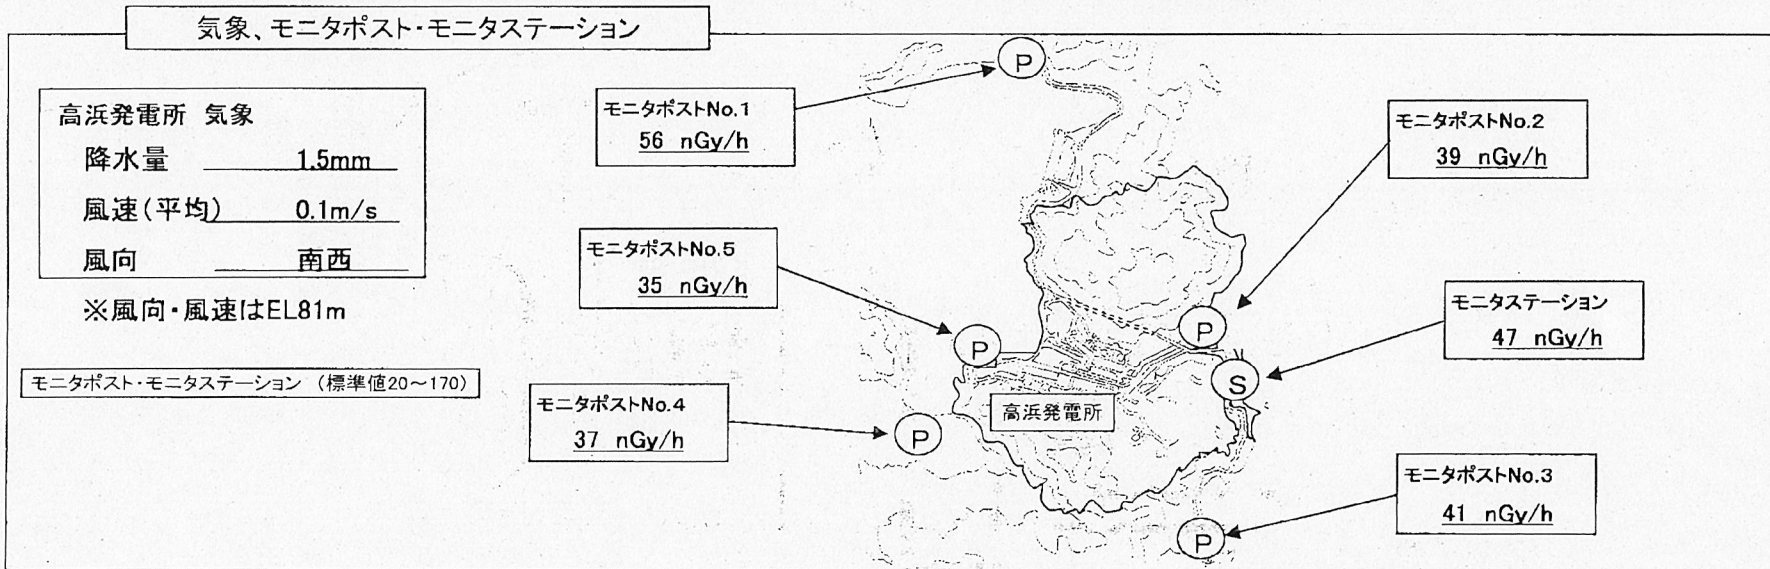 気象、モニタポスト・モニタステーション
高浜発電所 気象
降水量 1.5mm
風速(平均) 0.1m/s
風向 南西
※風向・風速はEL81m
モニタポスト・モニタステーション (標準値20～170)
モニタポストNo.1
56 nGy/h
モニタポストNo.2
39 nGy/h
モニタポストNo.5
35 nGy/h
モニタステーション
47 nGy/h
モニタポストNo.4
37 nGy/h
モニタポストNo.3
41 nGy/h
高浜発電所
P
P
P
S
P
P